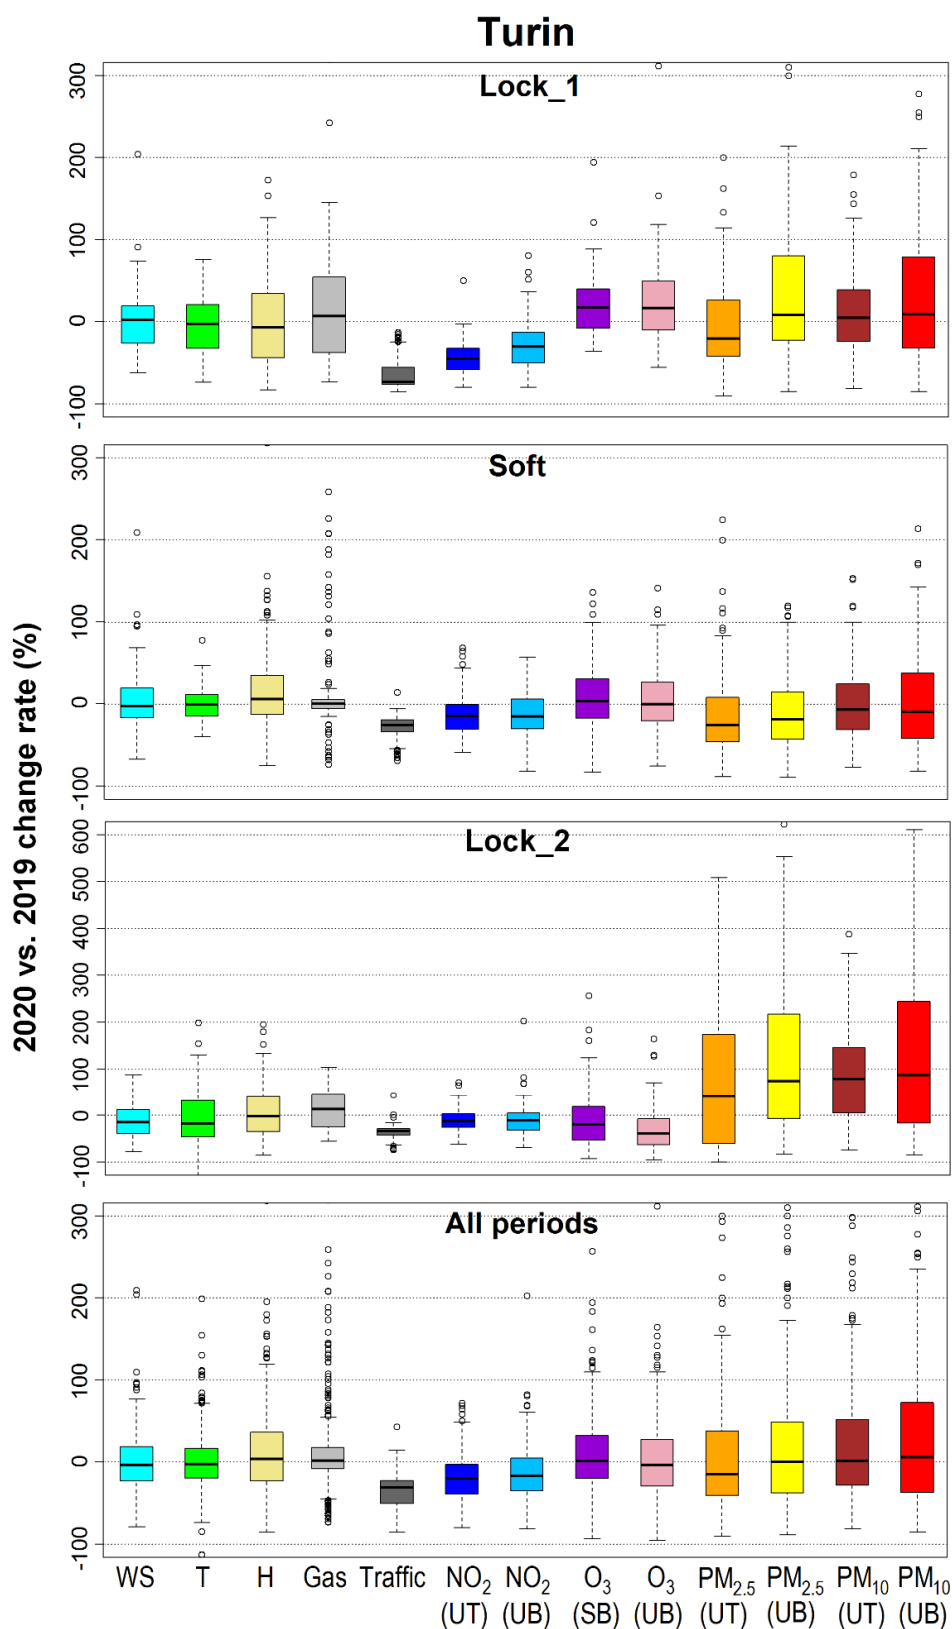 Turin
Lock_1
300
200
100
0
-100
Soft
300
200
100
0
-100
2020 vs. 2019 change rate (%)
Lock_2
600
500
400
300
200
100
0
-100
All periods
300
200
100
0
-100
WS T H Gas Traffic NO₂ NO₂ O₃ O₃ PM₂.₅ PM₂.₅ PM₁₀ PM₁₀
(UT) (UB) (SB) (UB) (UT) (UB) (UT) (UB)